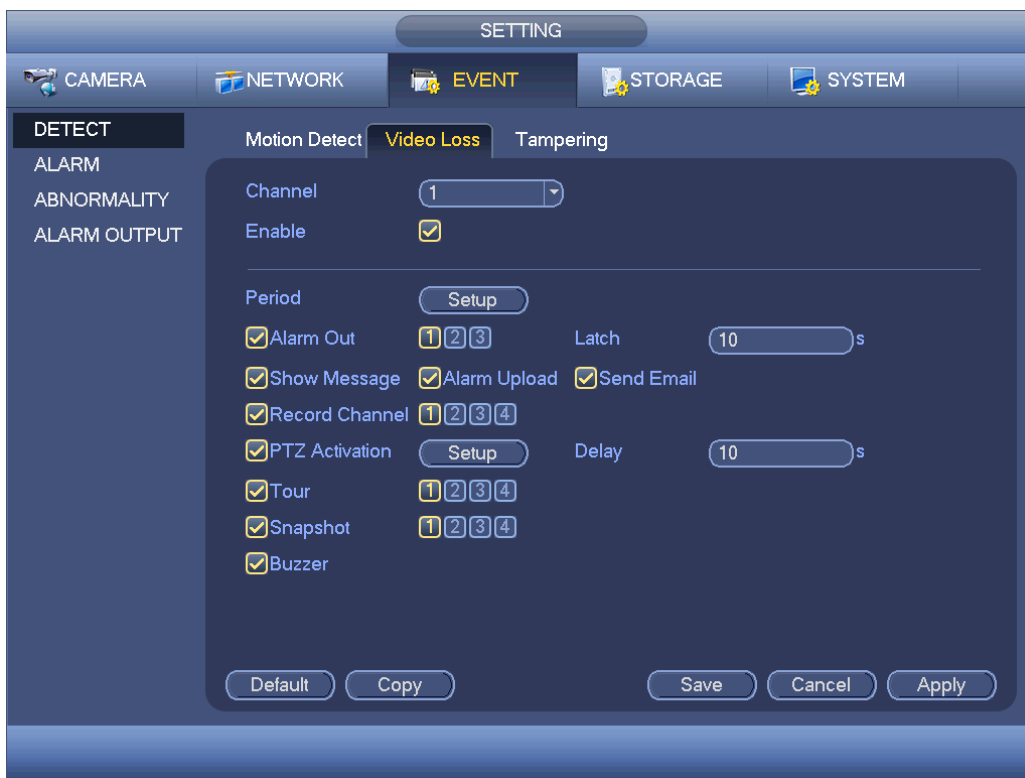 SETTING
CAMERA NETWORK EVENT STORAGE SYSTEM
DETECT
ALARM
ABNORMALITY
ALARM OUTPUT
Motion Detect Video Loss Tampering
Channel 1
Enable
Period Setup
Alarm Out 1 2 3 Latch 10 s
Show Message Alarm Upload Send Email
Record Channel 1 2 3 4
PTZ Activation Setup Delay 10 s
Tour 1 2 3 4
Snapshot 1 2 3 4
Buzzer
Default Copy Save Cancel Apply